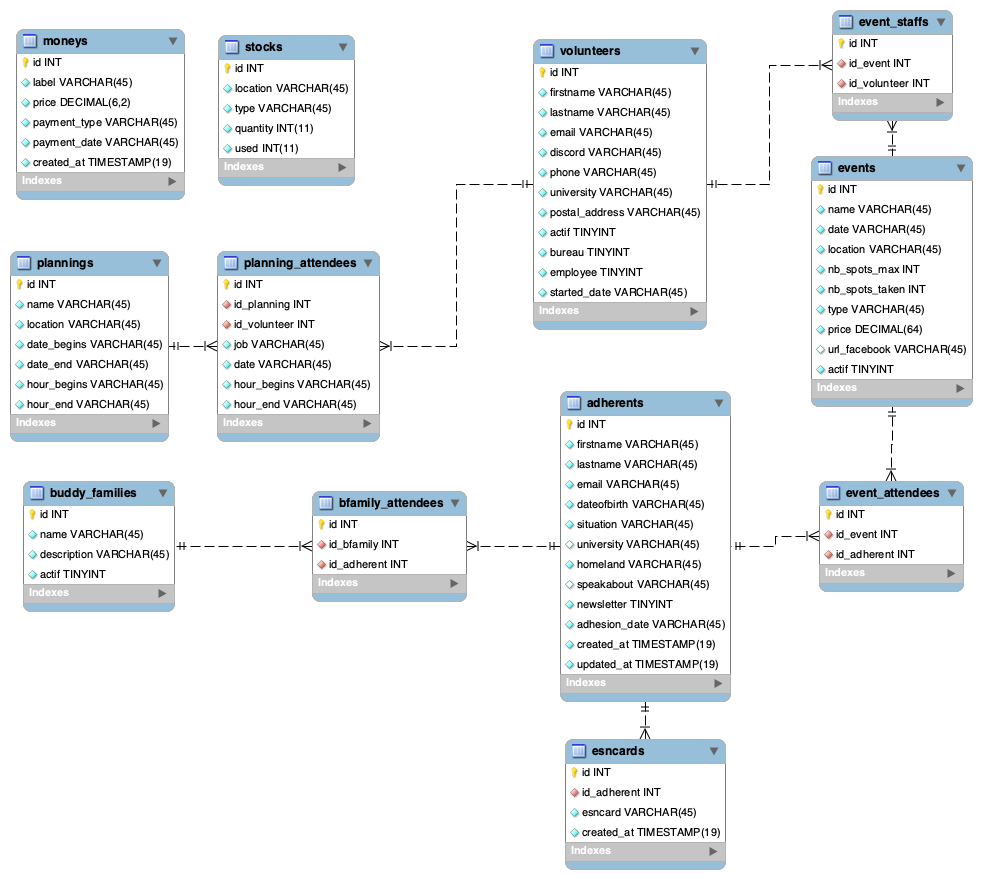 moneys
id INT
label VARCHAR(45)
price DECIMAL(6,2)
payment_type VARCHAR(45)
payment_date VARCHAR(45)
created_at TIMESTAMP(19)
Indexes
stocks
id INT
location VARCHAR(45)
type VARCHAR(45)
quantity INT(11)
used INT(11)
Indexes
volunteers
id INT
firstname VARCHAR(45)
lastname VARCHAR(45)
email VARCHAR(45)
discord VARCHAR(45)
phone VARCHAR(45)
university VARCHAR(45)
postal_address VARCHAR(45)
actif TINYINT
bureau TINYINT
employee TINYINT
started_date VARCHAR(45)
Indexes
event_staffs
id INT
id_event INT
id_volunteer INT
Indexes
events
id INT
name VARCHAR(45)
date VARCHAR(45)
location VARCHAR(45)
nb_spots_max INT
nb_spots_taken INT
type VARCHAR(45)
price DECIMAL(64)
url_facebook VARCHAR(45)
actif TINYINT
Indexes
plannings
id INT
name VARCHAR(45)
location VARCHAR(45)
date_begins VARCHAR(45)
date_end VARCHAR(45)
hour_begins VARCHAR(45)
hour_end VARCHAR(45)
Indexes
planning_attendees
id INT
id_planning INT
id_volunteer INT
job VARCHAR(45)
date VARCHAR(45)
hour_begins VARCHAR(45)
hour_end VARCHAR(45)
Indexes
adherents
id INT
firstname VARCHAR(45)
lastname VARCHAR(45)
email VARCHAR(45)
dateofbirth VARCHAR(45)
situation VARCHAR(45)
university VARCHAR(45)
homeland VARCHAR(45)
speakabout VARCHAR(45)
newsletter TINYINT
adhesion_date VARCHAR(45)
created_at TIMESTAMP(19)
updated_at TIMESTAMP(19)
Indexes
buddy_families
id INT
name VARCHAR(45)
description VARCHAR(45)
actif TINYINT
Indexes
bfamily_attendees
id INT
id_bfamily INT
id_adherent INT
Indexes
event_attendees
id INT
id_event INT
id_adherent INT
Indexes
esncards
id INT
id_adherent INT
esncard VARCHAR(45)
created_at TIMESTAMP(19)
Indexes